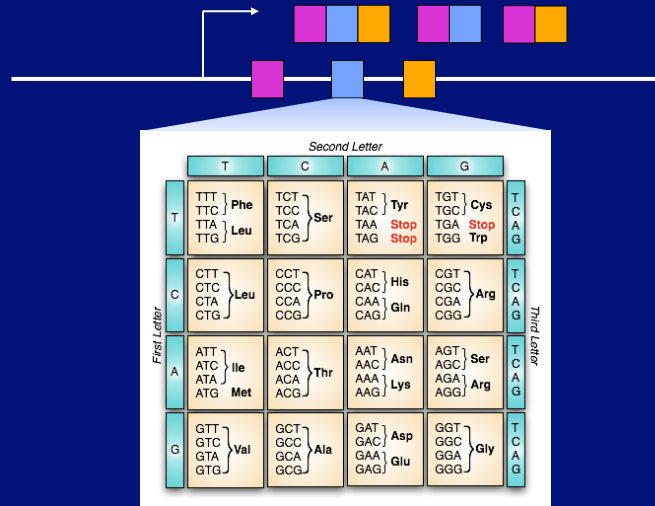 Second Letter
T C A G
First Letter
Third Letter
T
TTT
TTC
TTA
TTG
Phe
Leu
TCT
TCC
TCA
TCG
Ser
TAT
TAC
TAA
TAG
Tyr
Stop
Stop
TGT
TGC
TGA
TGG
Cys
Stop
Trp
T
C
A
G
C
CTT
CTC
CTA
CTG
Leu
CCT
CCC
CCA
CCG
Pro
CAT
CAC
CAA
CAG
His
Gln
CGT
CGC
CGA
CGG
Arg
T
C
A
G
A
ATT
ATC
ATA
ATG
Ile
Met
ACT
ACC
ACA
ACG
Thr
AAT
AAC
AAA
AAG
Asn
Lys
AGT
AGC
AGA
AGG
Ser
Arg
T
C
A
G
G
GTT
GTC
GTA
GTG
Val
GCT
GCC
GCA
GCG
Ala
GAT
GAC
GAA
GAG
Asp
Glu
GGT
GGC
GGA
GGG
Gly
T
C
A
G